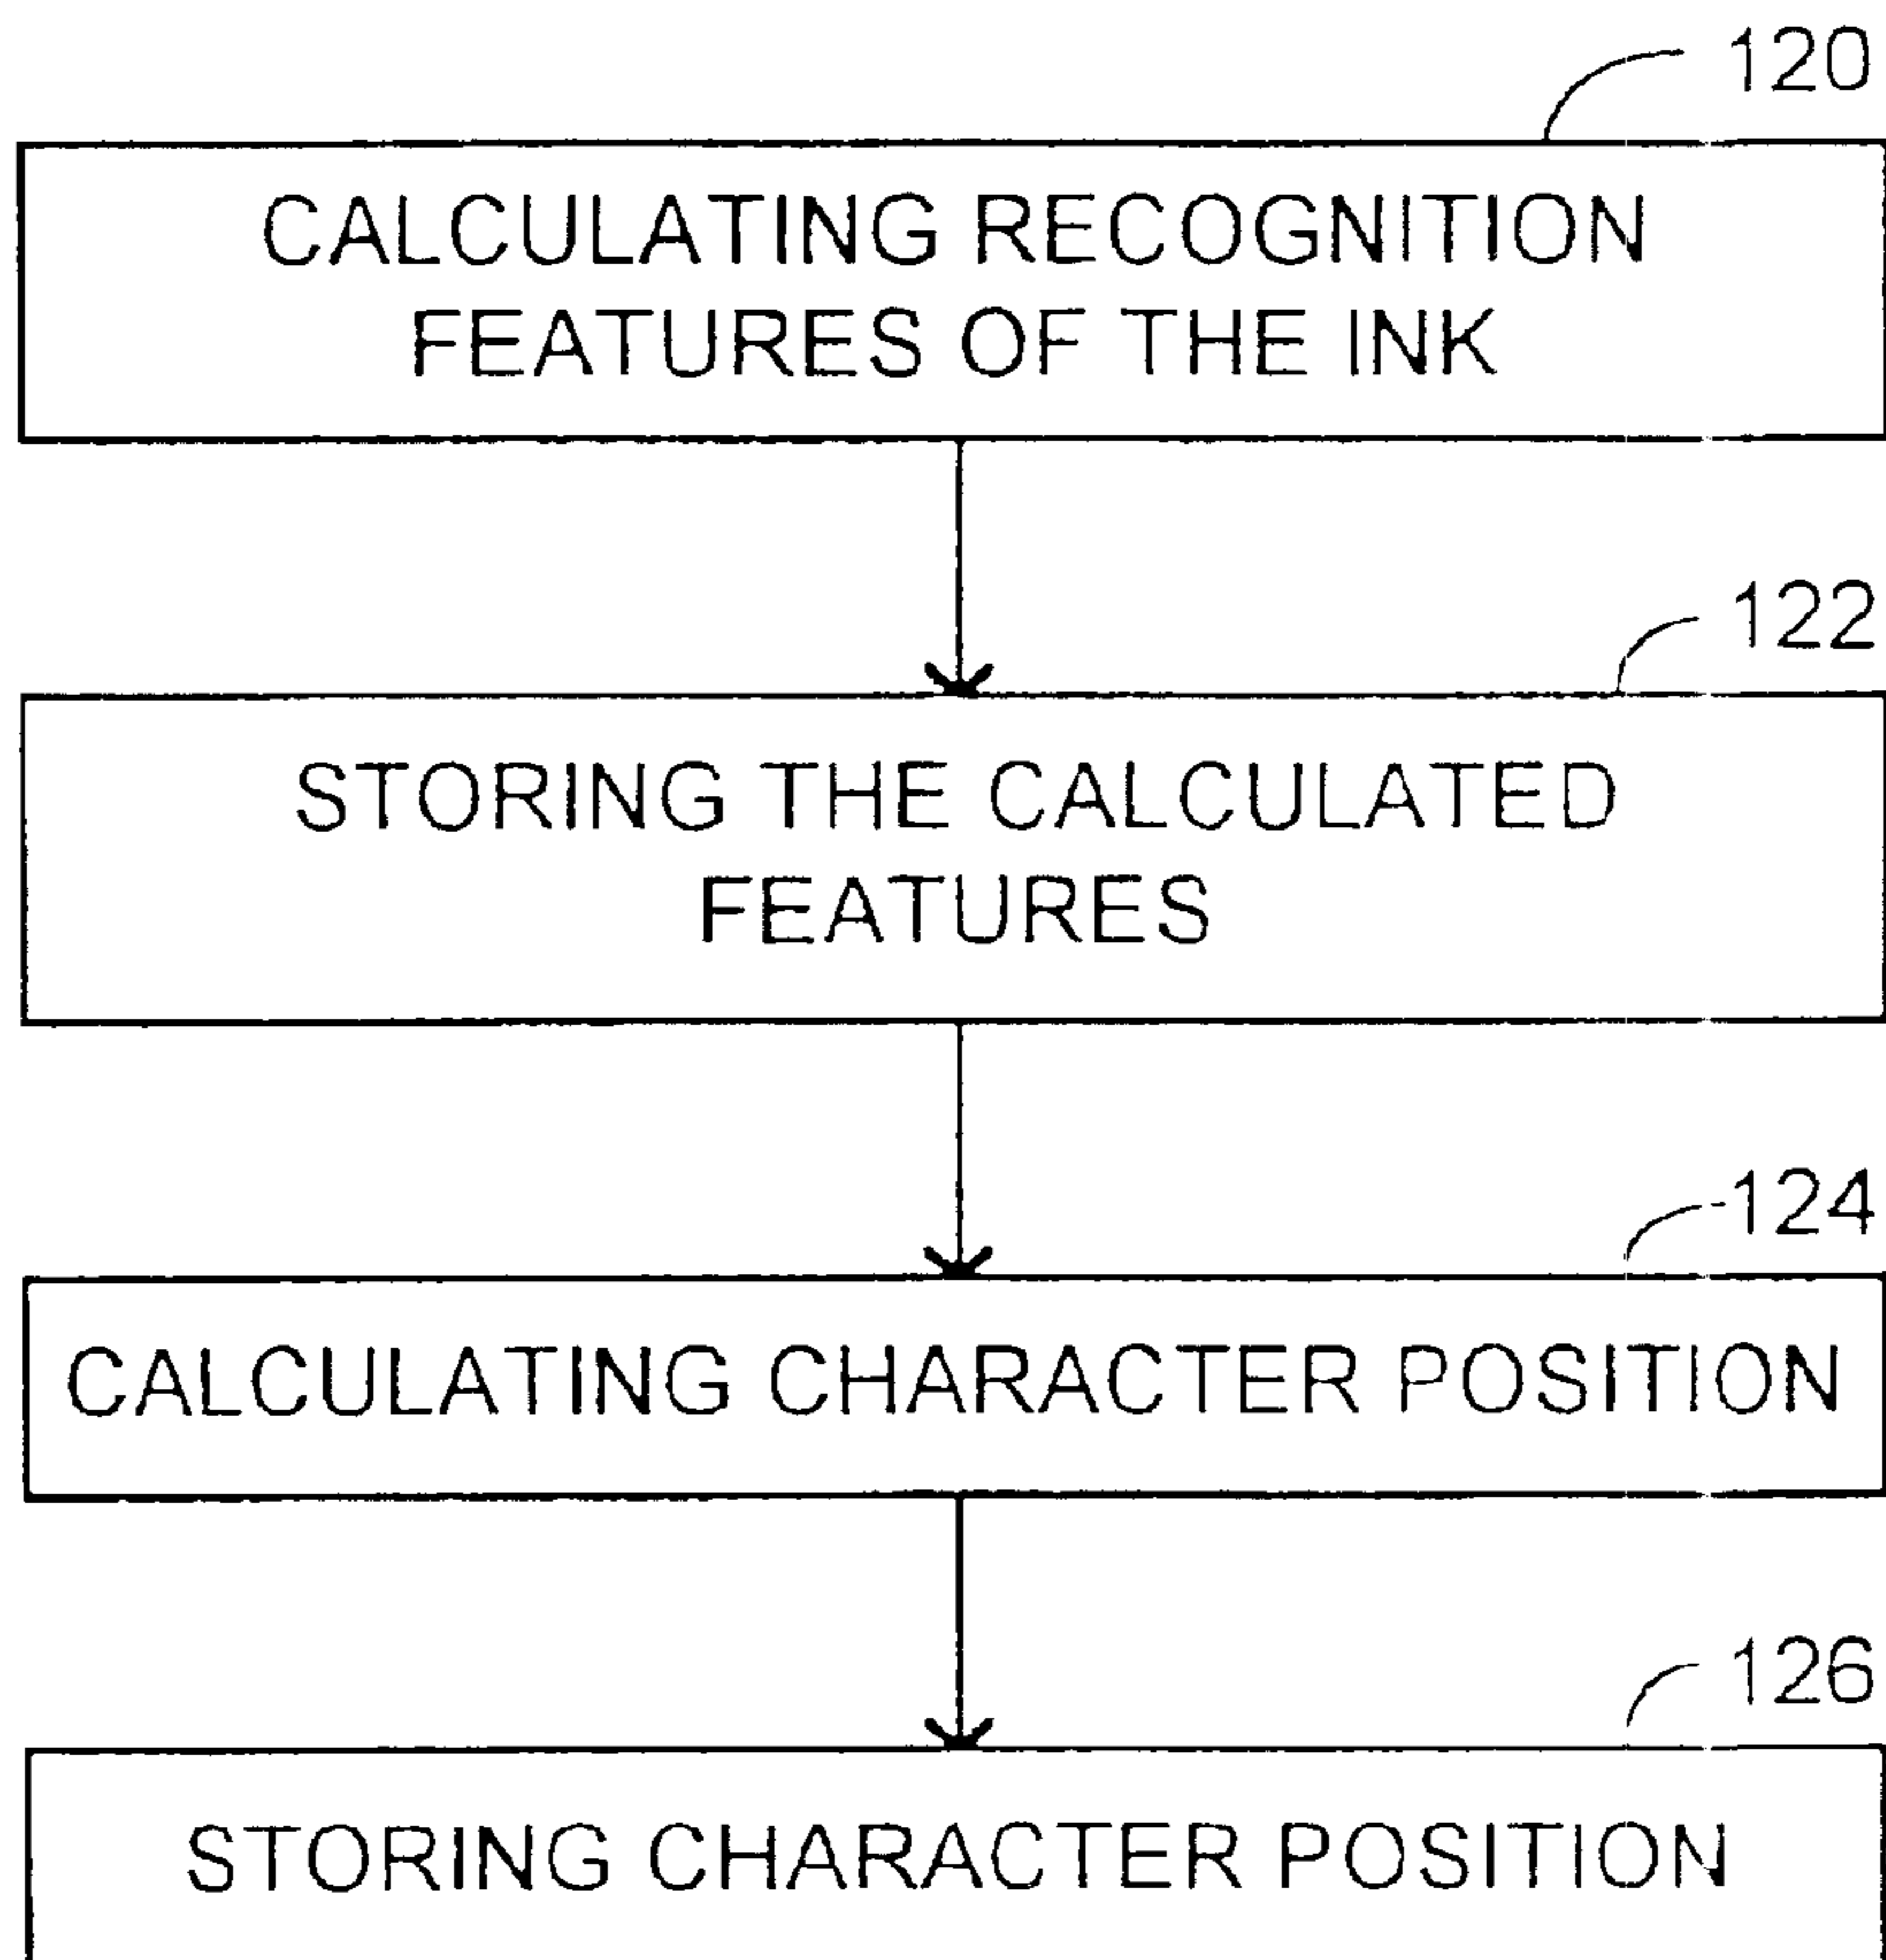 120
CALCULATING RECOGNITION
FEATURES OF THE INK
122
STORING THE CALCULATED
FEATURES
124
CALCULATING CHARACTER POSITION
126
STORING CHARACTER POSITION